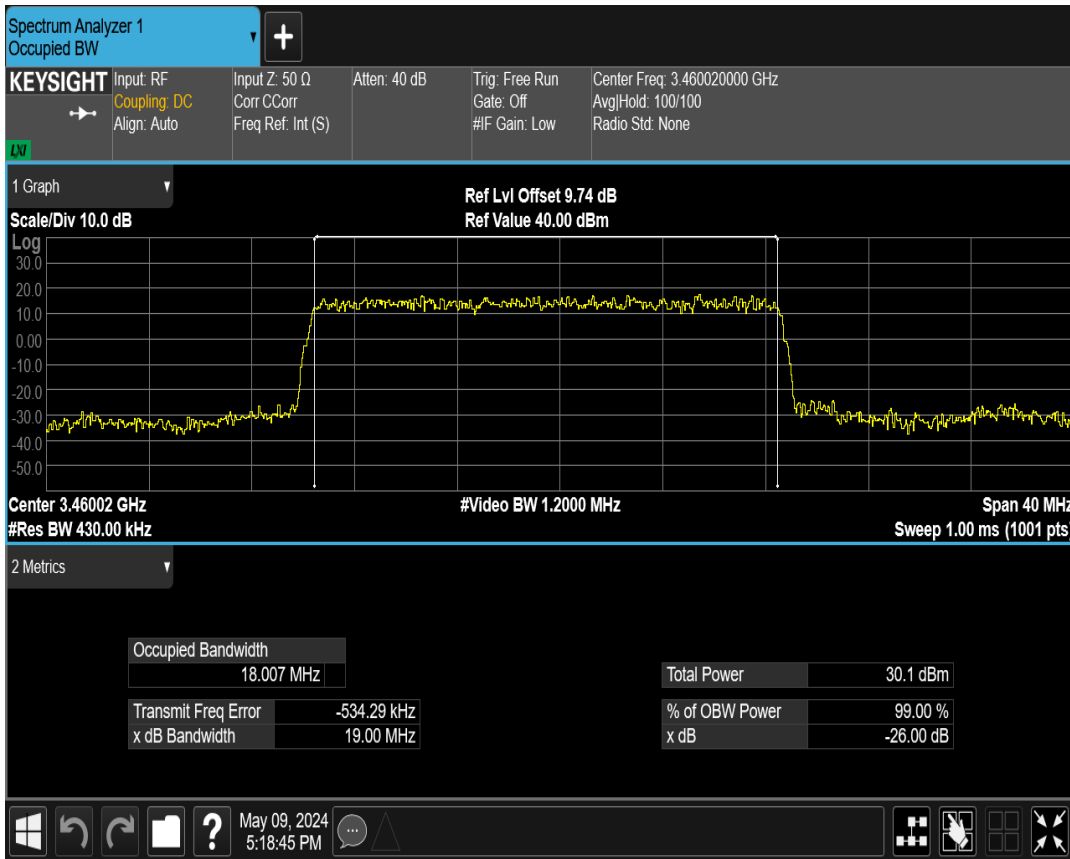 Spectrum Analyzer 1
Occupied BW
KEYSIGHT
LXI
Input: RF
Coupling: DC
Align: Auto
Input Z: 50 Ω
Corr CCorr
Freq Ref: Int (S)
Atten: 40 dB
Trig: Free Run
Gate: Off
#IF Gain: Low
Center Freq: 3.460020000 GHz
Avg|Hold: 100/100
Radio Std: None
1 Graph
Ref Lvl Offset 9.74 dB
Scale/Div 10.0 dB
Ref Value 40.00 dBm
Log
30.0
20.0
10.0
0.00
-10.0
-20.0
-30.0
-40.0
-50.0
Center 3.46002 GHz
#Video BW 1.2000 MHz
Span 40 MHz
#Res BW 430.00 kHz
Sweep 1.00 ms (1001 pts)
2 Metrics
Occupied Bandwidth
18.007 MHz
Total Power 30.1 dBm
Transmit Freq Error -534.29 kHz
% of OBW Power 99.00 %
x dB Bandwidth 19.00 MHz
x dB -26.00 dB
May 09, 2024
5:18:45 PM